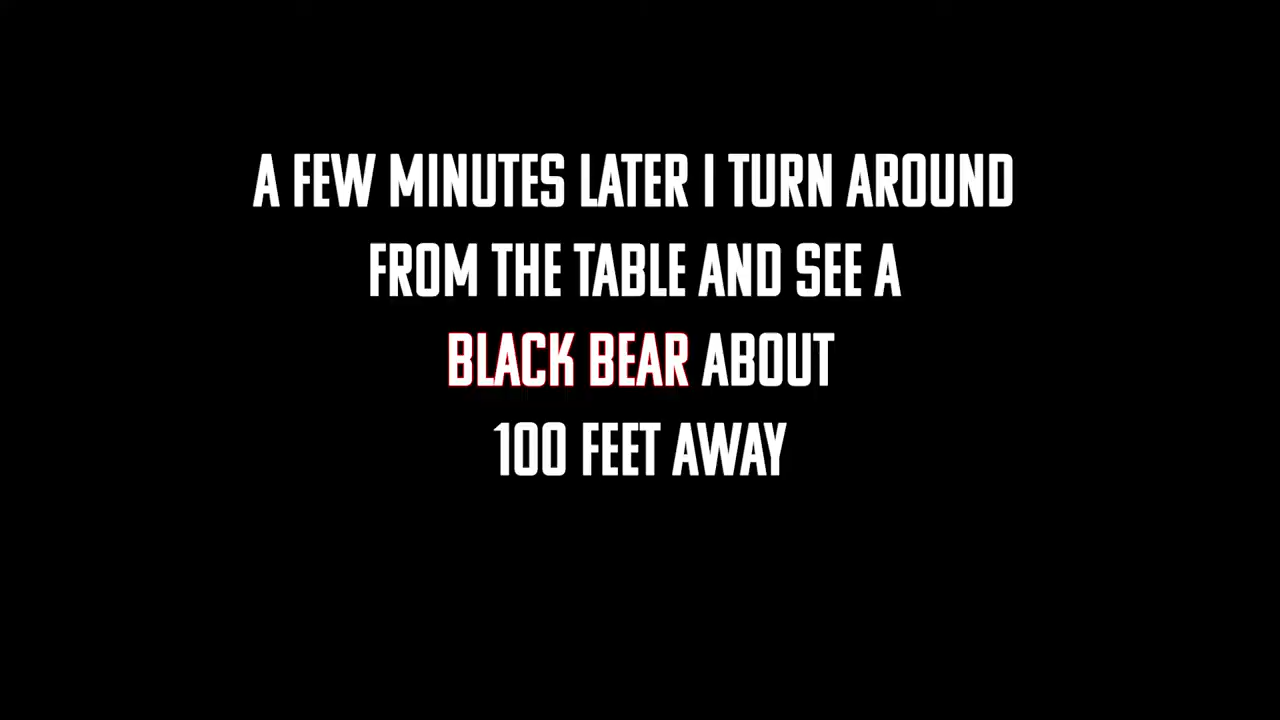 A FEW MINUTES LATER I TURN AROUND
FROM THE TABLE AND SEE A
BLACK BEAR ABOUT
100 FEET AWAY